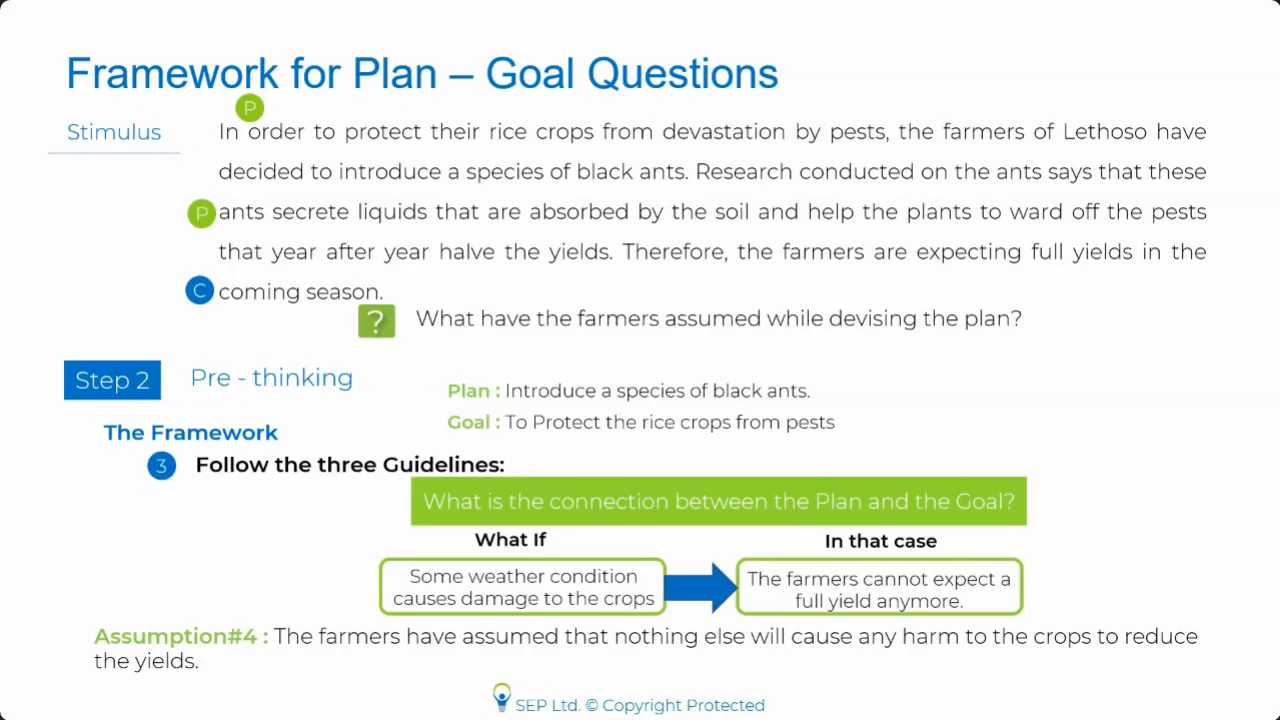 Framework for Plan – Goal Questions
P
Stimulus
In order to protect their rice crops from devastation by pests, the farmers of Lethoso have
decided to introduce a species of black ants. Research conducted on the ants says that these
P
ants secrete liquids that are absorbed by the soil and help the plants to ward off the pests
that year after year halve the yields. Therefore, the farmers are expecting full yields in the
C
coming season.
?
What have the farmers assumed while devising the plan?
Step 2
Pre - thinking
Plan : Introduce a species of black ants.
Goal : To Protect the rice crops from pests
The Framework
3
Follow the three Guidelines:
What is the connection between the Plan and the Goal?
What If
In that case
Some weather condition
causes damage to the crops
The farmers cannot expect a
full yield anymore.
Assumption#4 : The farmers have assumed that nothing else will cause any harm to the crops to reduce
the yields.
SEP Ltd. © Copyright Protected